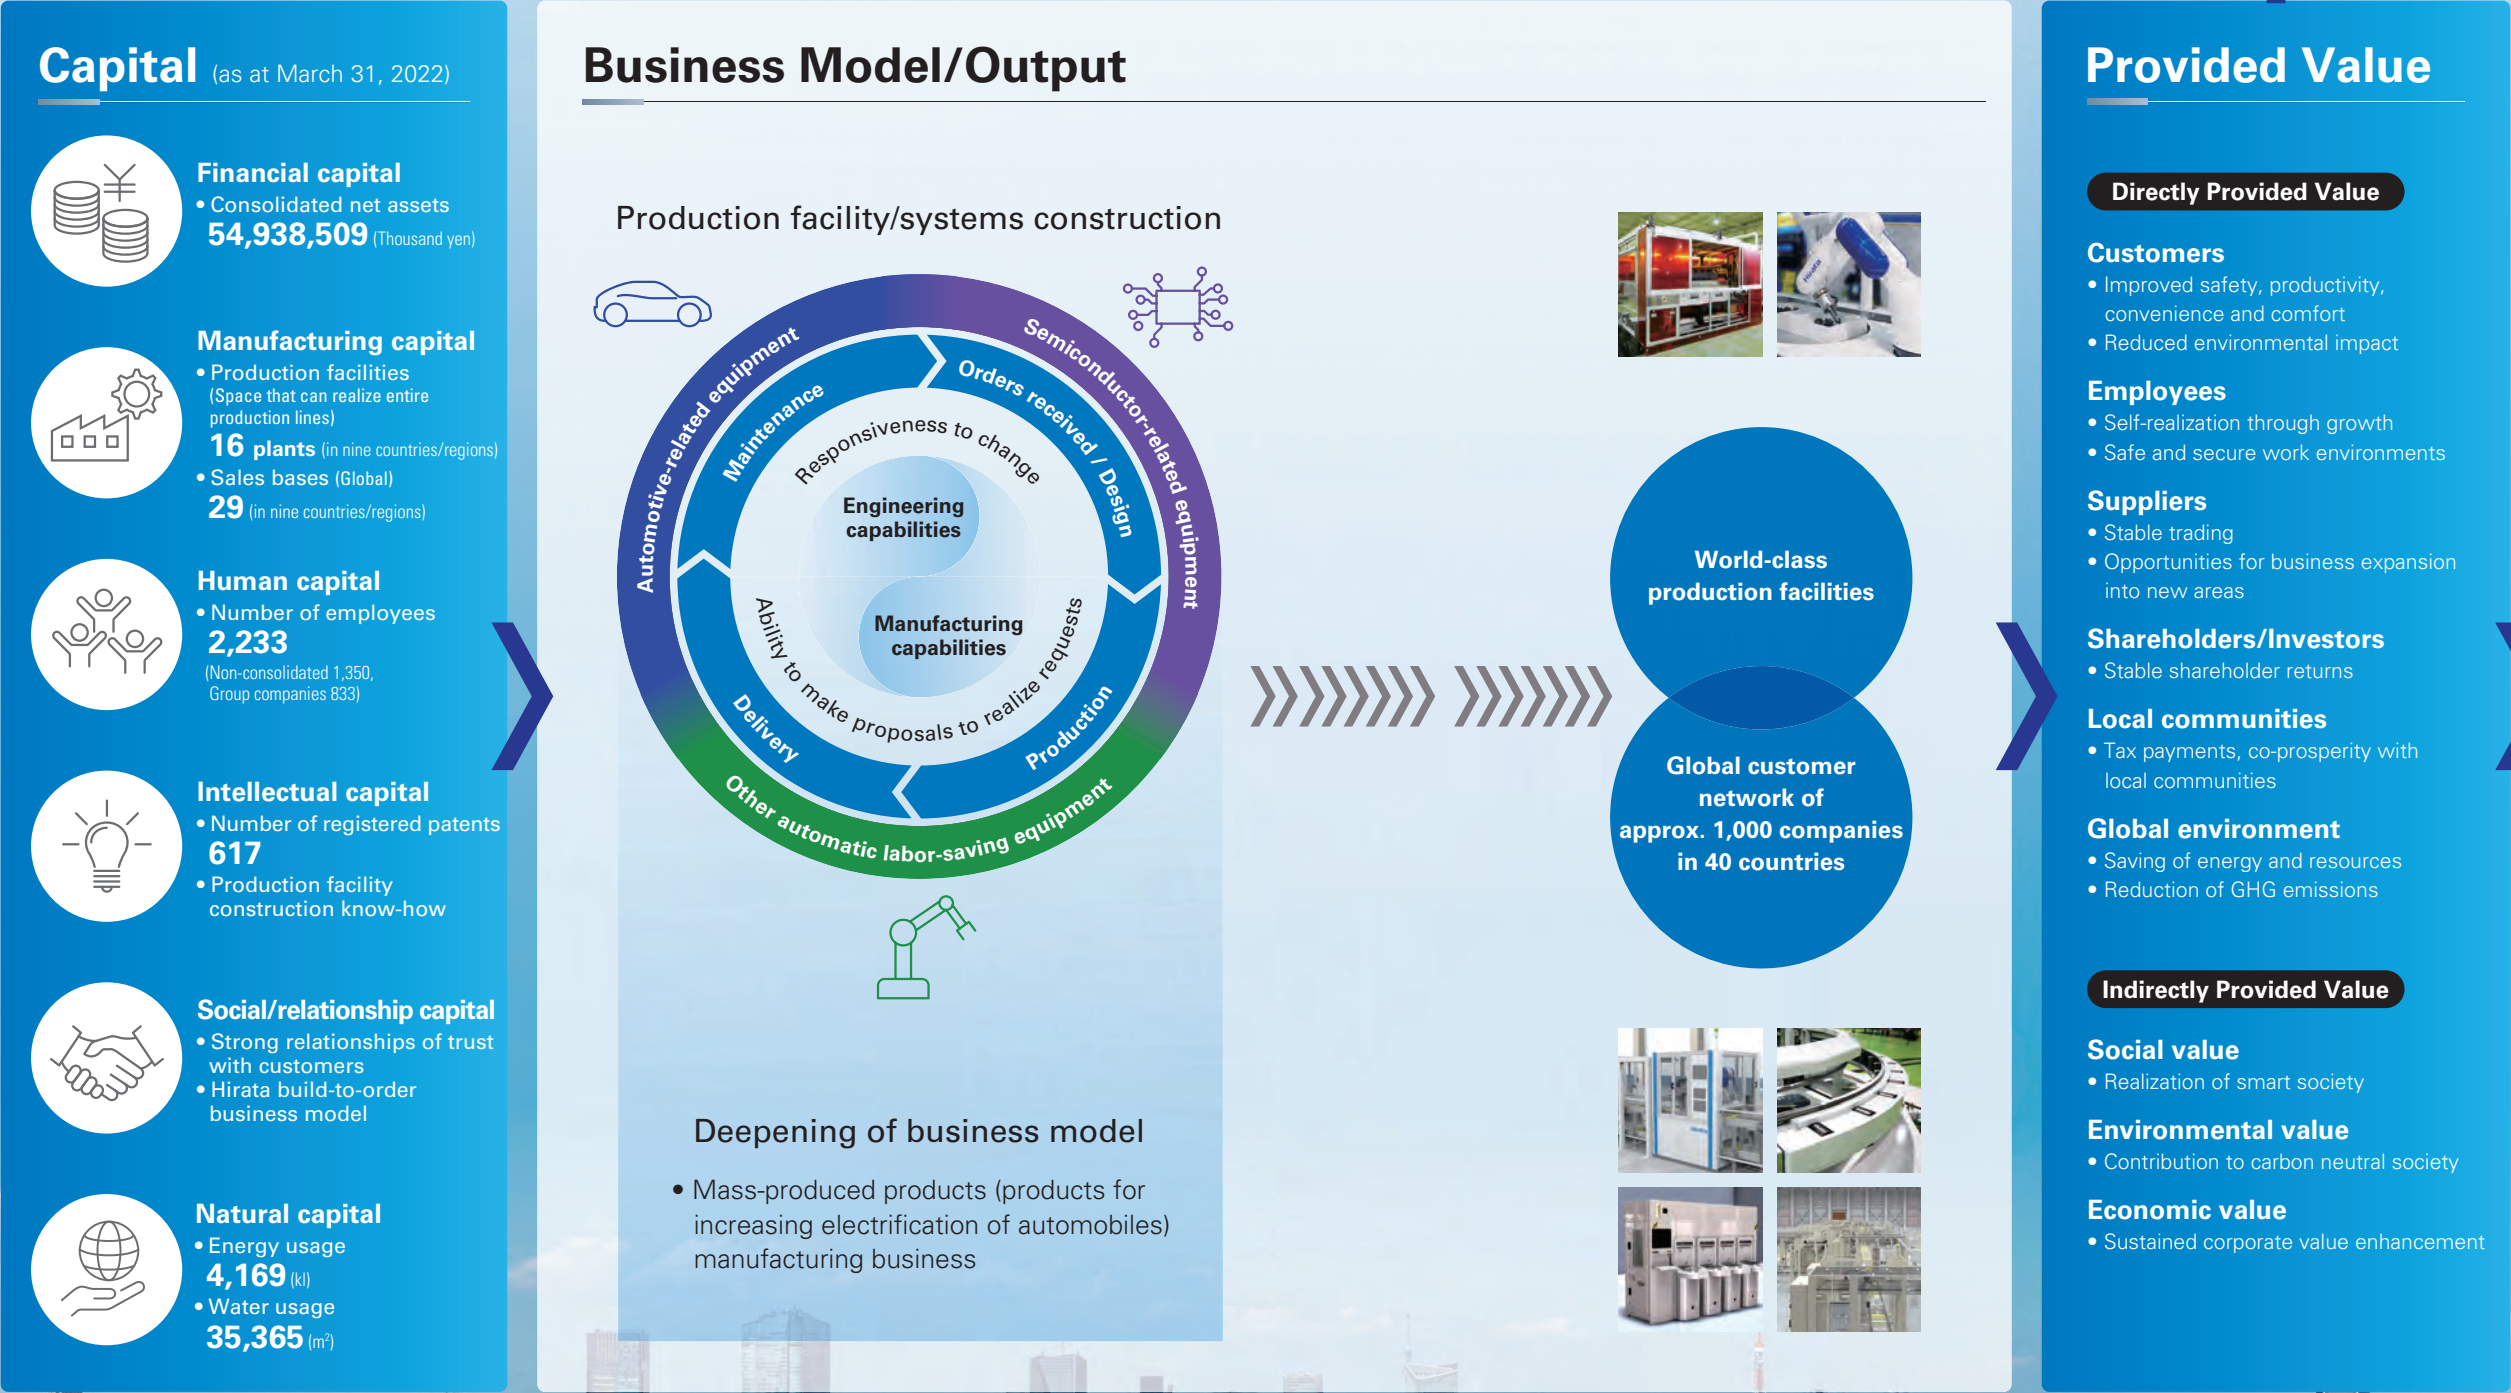 Capital (as at March 31, 2022)
Financial capital
• Consolidated net assets
54,938,509 (Thousand yen)
Manufacturing capital
• Production facilities
(Space that can realize entire
production lines)
16 plants (in nine countries/regions)
• Sales bases (Global)
29 (in nine countries/regions)
Human capital
• Number of employees
2,233
(Non-consolidated 1,350,
Group companies 833)
Intellectual capital
• Number of registered patents
617
• Production facility
construction know-how
Social/relationship capital
• Strong relationships of trust
with customers
• Hirata build-to-order
business model
Natural capital
• Energy usage
4,169 (kl)
• Water usage
35,365 (m²)
Business Model/Output
Production facility/systems construction
Automotive-related equipment
Semiconductor-related equipment
Other automatic labor-saving equipment
Maintenance
Orders received / Design
Production
Delivery
Responsiveness to change
Engineering
capabilities
Manufacturing
capabilities
Ability to make proposals to realize requests
Deepening of business model
• Mass-produced products (products for
increasing electrification of automobiles)
manufacturing business
Hirata
World-class
production facilities
Global customer
network of
approx. 1,000 companies
in 40 countries
Provided Value
Directly Provided Value
Customers
• Improved safety, productivity,
convenience and comfort
• Reduced environmental impact
Employees
• Self-realization through growth
• Safe and secure work environments
Suppliers
• Stable trading
• Opportunities for business expansion
into new areas
Shareholders/Investors
• Stable shareholder returns
Local communities
• Tax payments, co-prosperity with
local communities
Global environment
• Saving of energy and resources
• Reduction of GHG emissions
Indirectly Provided Value
Social value
• Realization of smart society
Environmental value
• Contribution to carbon neutral society
Economic value
• Sustained corporate value enhancement